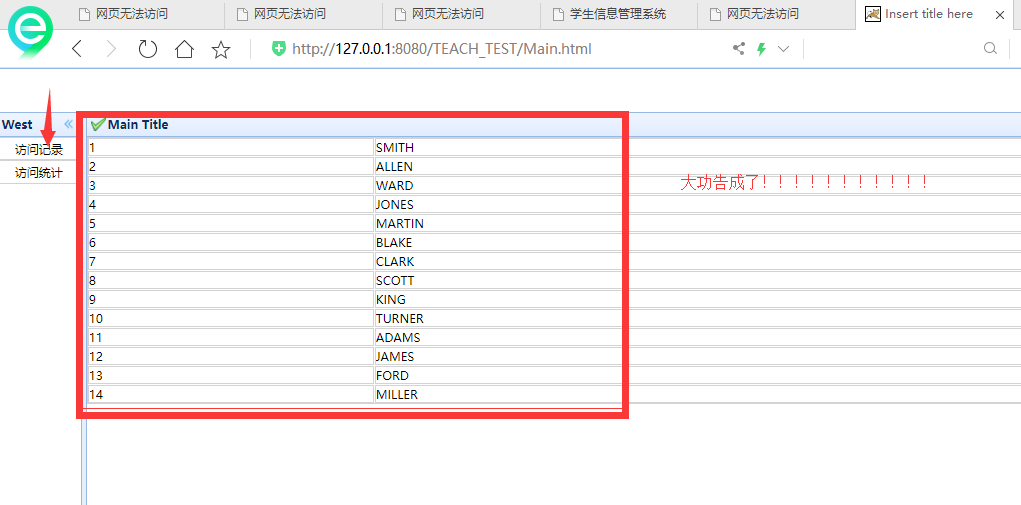 网页无法访问 网页无法访问 网页无法访问 学生信息管理系统 网页无法访问 Insert title here
http://127.0.0.1:8080/TEACH_TEST/Main.html
West Main Title
访问记录
访问统计
1 SMITH
2 ALLEN
3 WARD
4 JONES
5 MARTIN
6 BLAKE
7 CLARK
8 SCOTT
9 KING
10 TURNER
11 ADAMS
12 JAMES
13 FORD
14 MILLER
大功告成了！！！！！！！！！！！